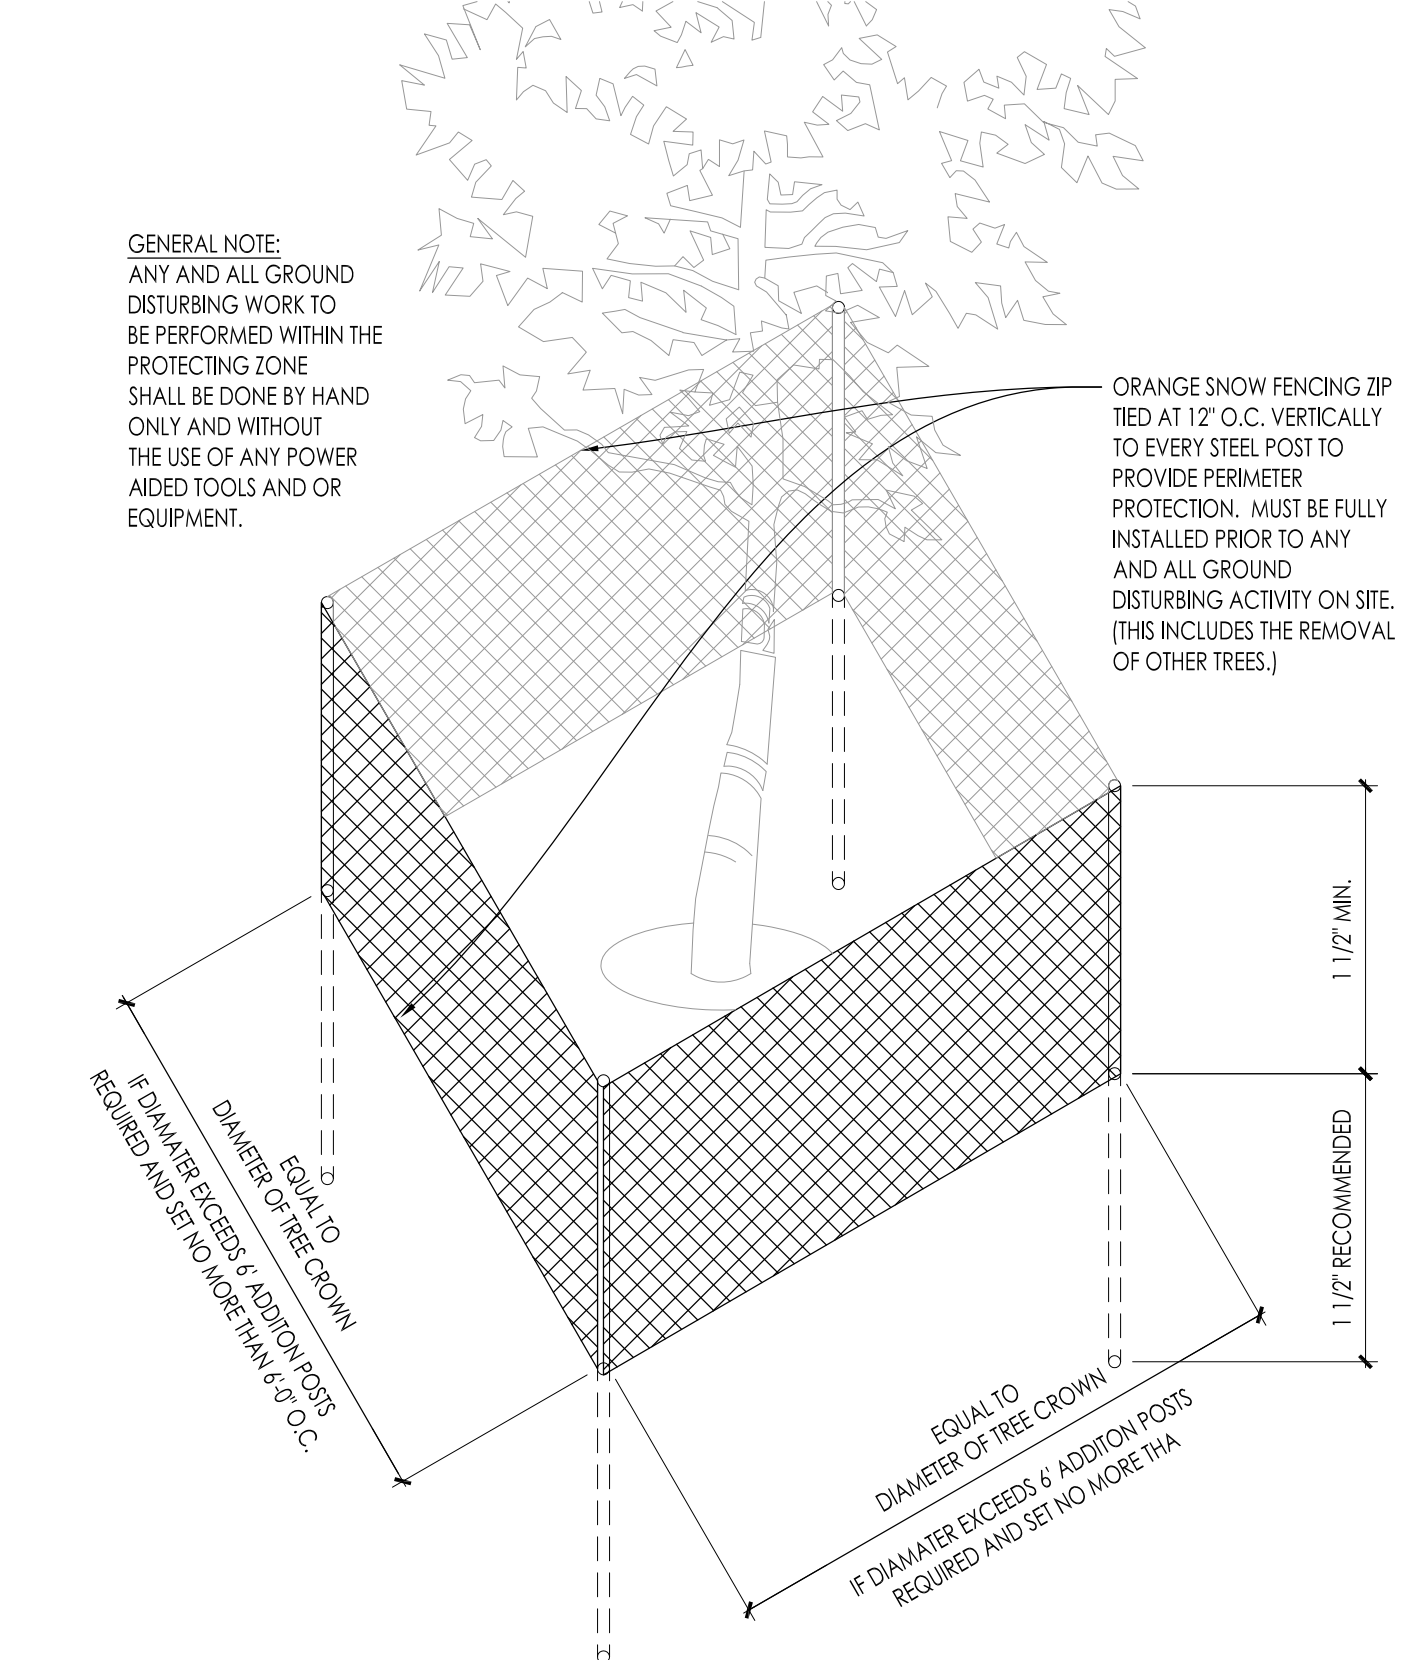 GENERAL NOTE:
ANY AND ALL GROUND
DISTURBING WORK TO
BE PERFORMED WITHIN THE
PROTECTING ZONE
SHALL BE DONE BY HAND
ONLY AND WITHOUT
THE USE OF ANY POWER
AIDED TOOLS AND OR
EQUIPMENT.
ORANGE SNOW FENCING ZIP
TIED AT 12" O.C. VERTICALLY
TO EVERY STEEL POST TO
PROVIDE PERIMETER
PROTECTION. MUST BE FULLY
INSTALLED PRIOR TO ANY
AND ALL GROUND
DISTURBING ACTIVITY ON SITE.
(THIS INCLUDES THE REMOVAL
OF OTHER TREES.)
1 1/2" MIN.
1 1/2" RECOMMENDED
EQUAL TO
DIAMETER OF TREE CROWN
IF DIAMATER EXCEEDS 6' ADDITON POSTS
REQUIRED AND SET NO MORE THAN 6'-0" O.C.
EQUAL TO
DIAMETER OF TREE CROWN
IF DIAMATER EXCEEDS 6' ADDITON POSTS
REQUIRED AND SET NO MORE THA